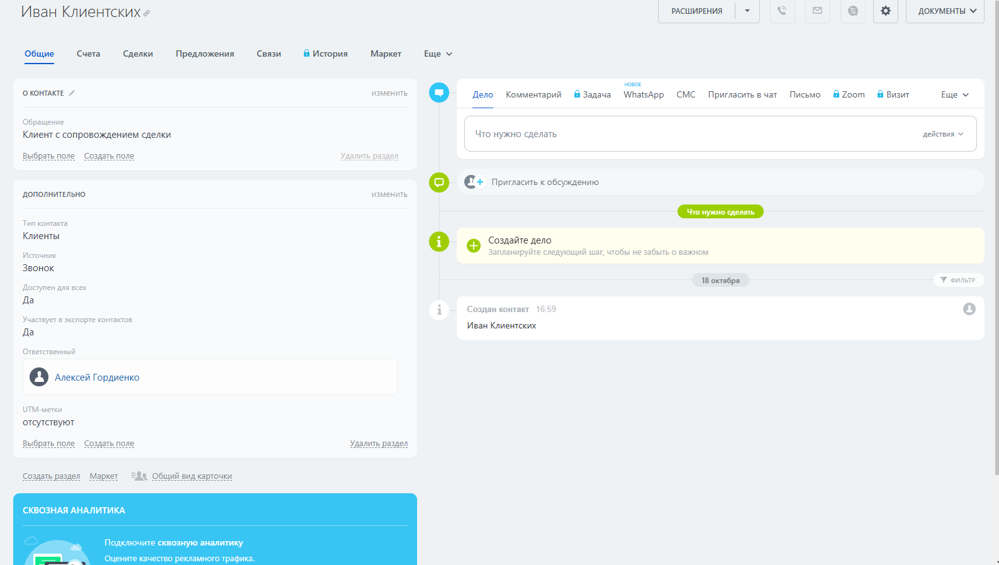 Иван Клиентских
РАСШИРЕНИЯ
ДОКУМЕНТЫ
Общие
Счета
Сделки
Предложения
Связи
История
Маркет
Еще
О КОНТАКТЕ
изменить
Обращение
Клиент с сопровождением сделки
Выбрать поле
Создать поле
Удалить раздел
ДОПОЛНИТЕЛЬНО
изменить
Тип контакта
Клиенты
Источник
Звонок
Доступен для всех
Да
Участвует в экспорте контактов
Да
Ответственный
Алексей Гордиенко
UTM-метки
отсутствуют
Выбрать поле
Создать поле
Удалить раздел
Создать раздел
Маркет
Общий вид карточки
СКВОЗНАЯ АНАЛИТИКА
Подключите сквозную аналитику
Оцените качество рекламного трафика.
НОВОЕ
Дело
Комментарий
Задача
WhatsApp
СМС
Пригласить в чат
Письмо
Zoom
Визит
Еще
Что нужно сделать
действия
Пригласить к обсуждению
Что нужно сделать
Создайте дело
Запланируйте следующий шаг, чтобы не забыть о важном
18 октября
ФИЛЬТР
Создан контакт 16:59
Иван Клиентских